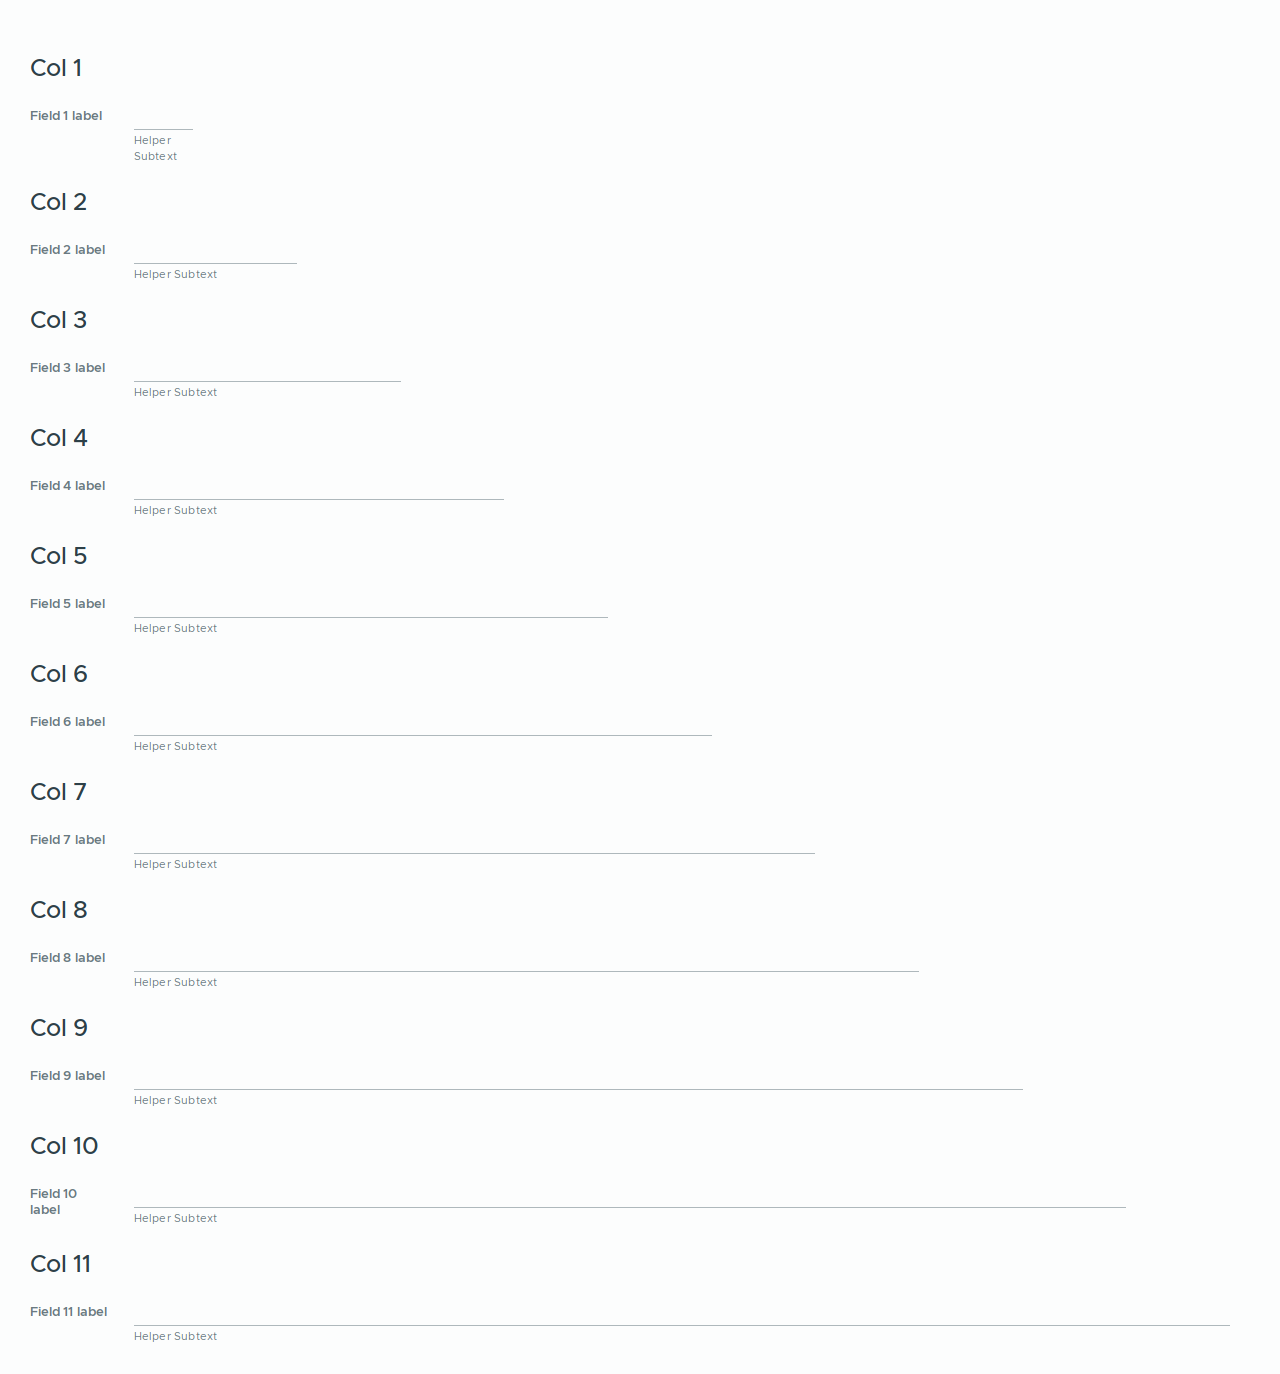 Col 1
Field 1 label
Helper
Subtext
Col 2
Field 2 label
Helper Subtext
Col 3
Field 3 label
Helper Subtext
Col 4
Field 4 label
Helper Subtext
Col 5
Field 5 label
Helper Subtext
Col 6
Field 6 label
Helper Subtext
Col 7
Field 7 label
Helper Subtext
Col 8
Field 8 label
Helper Subtext
Col 9
Field 9 label
Helper Subtext
Col 10
Field 10
label
Helper Subtext
Col 11
Field 11 label
Helper Subtext